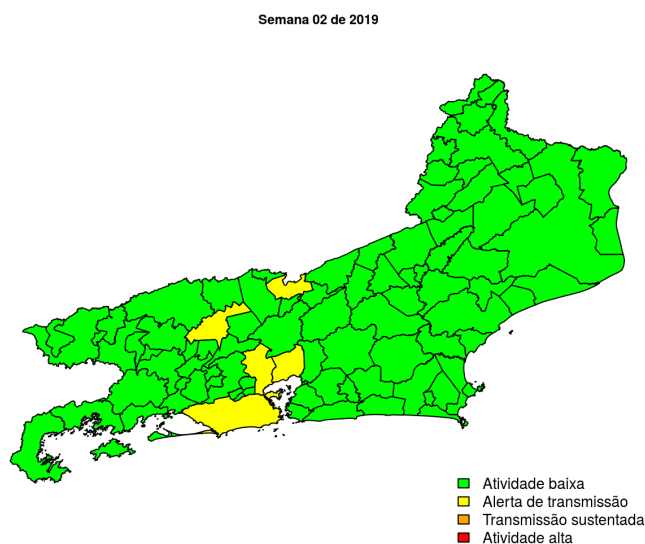 Semana 02 de 2019
Atividade baixa
Alerta de transmissão
Transmissão sustentada
Atividade alta